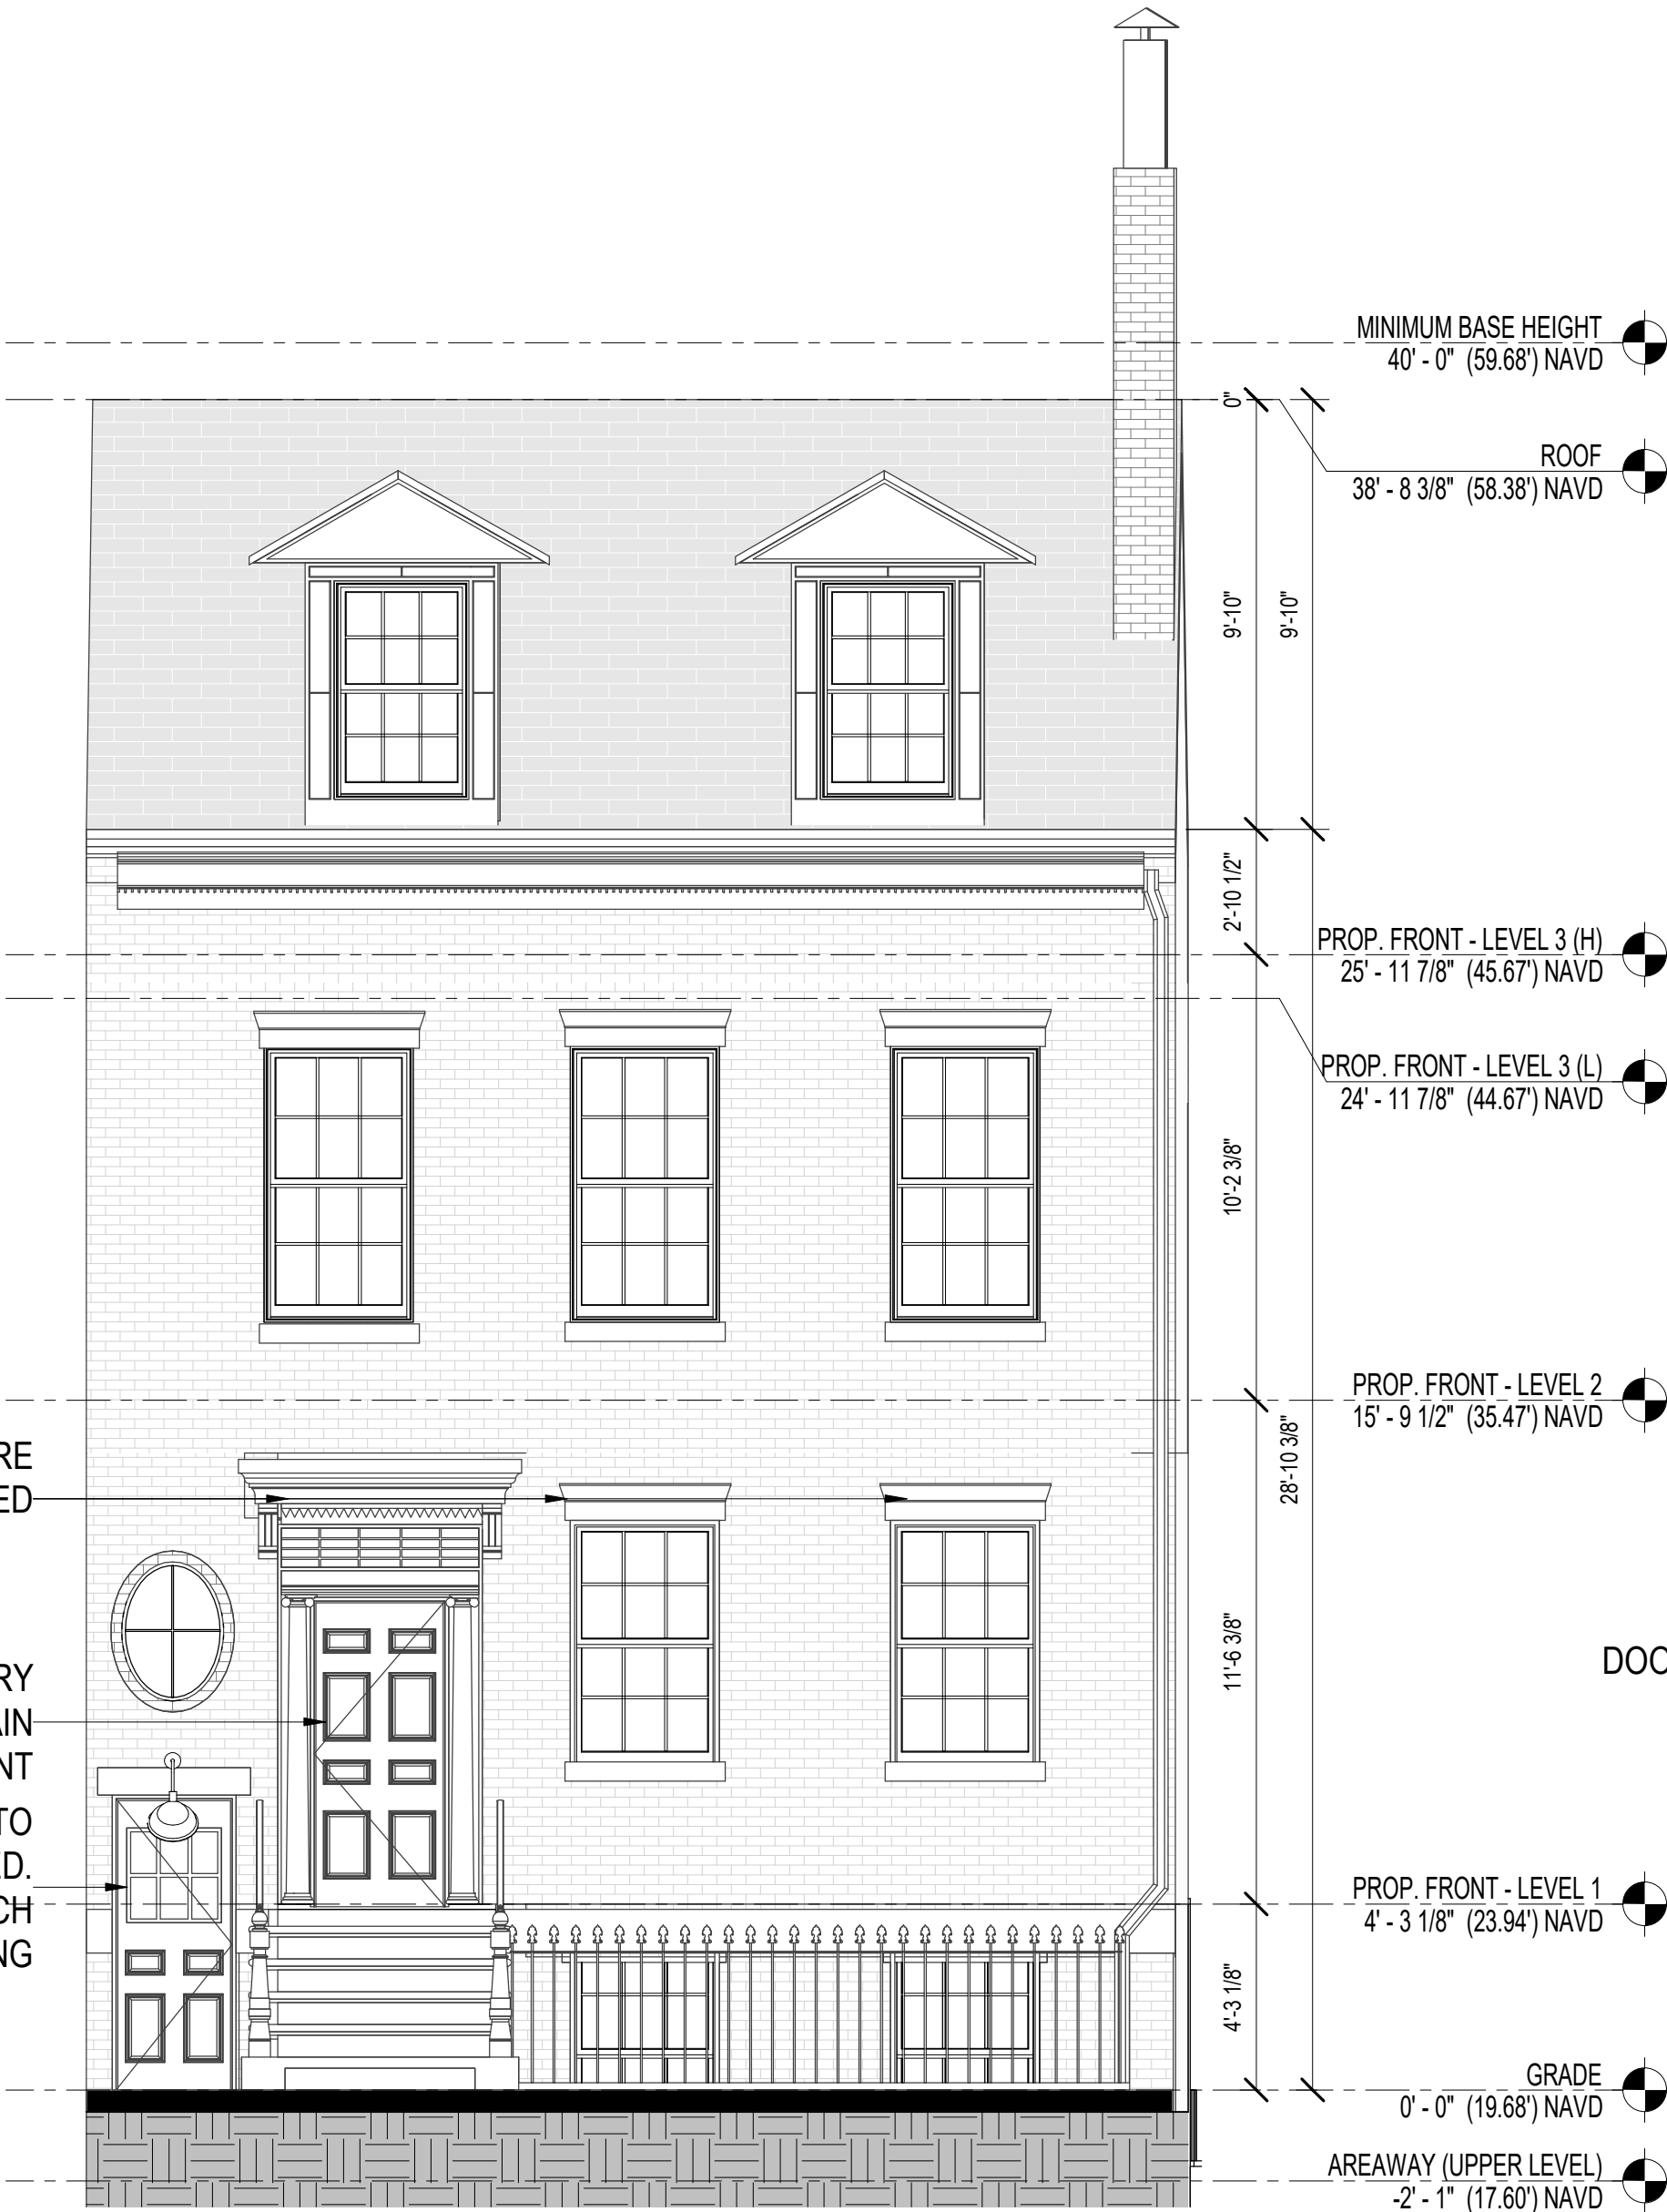 MINIMUM BASE HEIGHT
40' - 0" (59.68') NAVD
0"
ROOF
38' - 8 3/8" (58.38') NAVD
9'-10"
9'-10"
2'-10 1/2"
PROP. FRONT - LEVEL 3 (H)
25' - 11 7/8" (45.67') NAVD
PROP. FRONT - LEVEL 3 (L)
24' - 11 7/8" (44.67') NAVD
10'-2 3/8"
PROP. FRONT - LEVEL 2
15' - 9 1/2" (35.47') NAVD
28'-10 3/8"
RE
ED
11'-6 3/8"
DOO
RY
AIN
NT
TO
ED.
CH
NG
PROP. FRONT - LEVEL 1
4' - 3 1/8" (23.94') NAVD
4'-3 1/8"
GRADE
0' - 0" (19.68') NAVD
AREAWAY (UPPER LEVEL)
-2' - 1" (17.60') NAVD